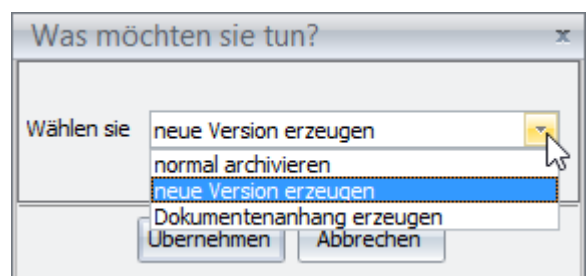 Was möchten sie tun?
Wählen sie neue Version erzeugen
normal archivieren
neue Version erzeugen
Dokumentenanhang erzeugen
Übernehmen Abbrechen